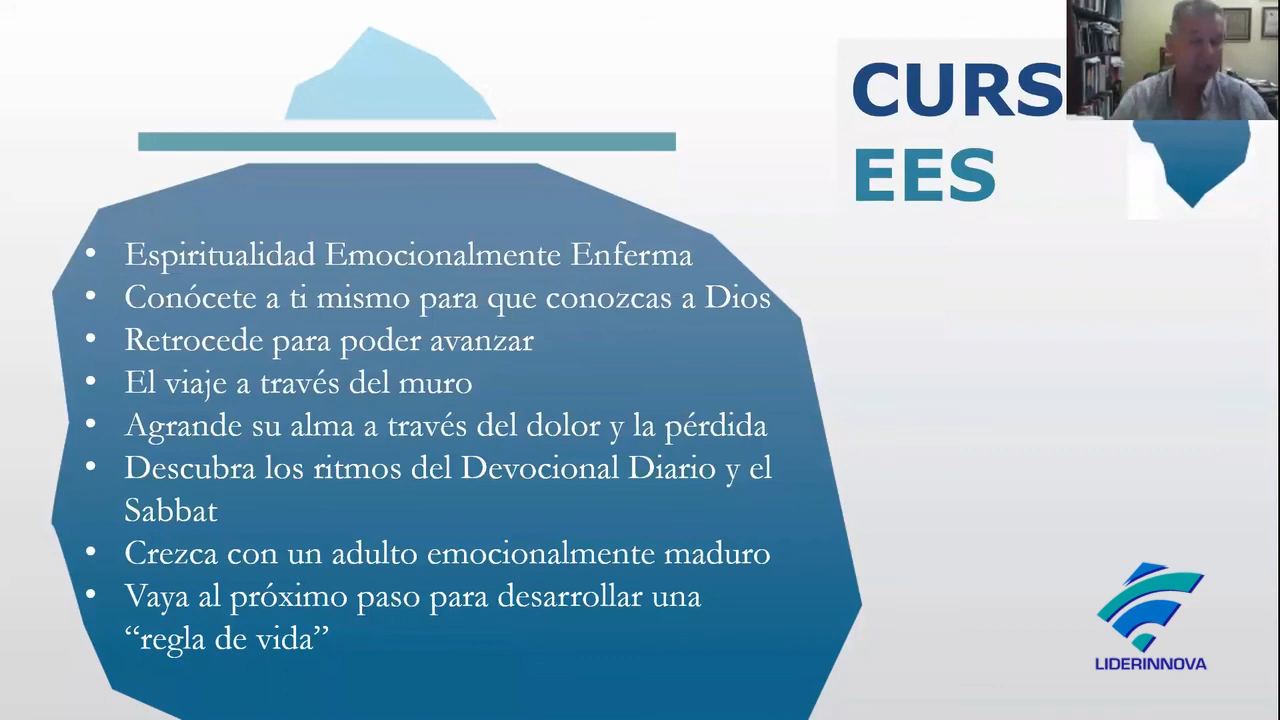 CURS
EES
• Espiritualidad Emocionalmente Enferma
• Conócete a ti mismo para que conozcas a Dios
• Retrocede para poder avanzar
• El viaje a través del muro
• Agrande su alma a través del dolor y la pérdida
• Descubra los ritmos del Devocional Diario y el
Sabbat
• Crezca con un adulto emocionalmente maduro
• Vaya al próximo paso para desarrollar una
“regla de vida”
LIDERINNOVA